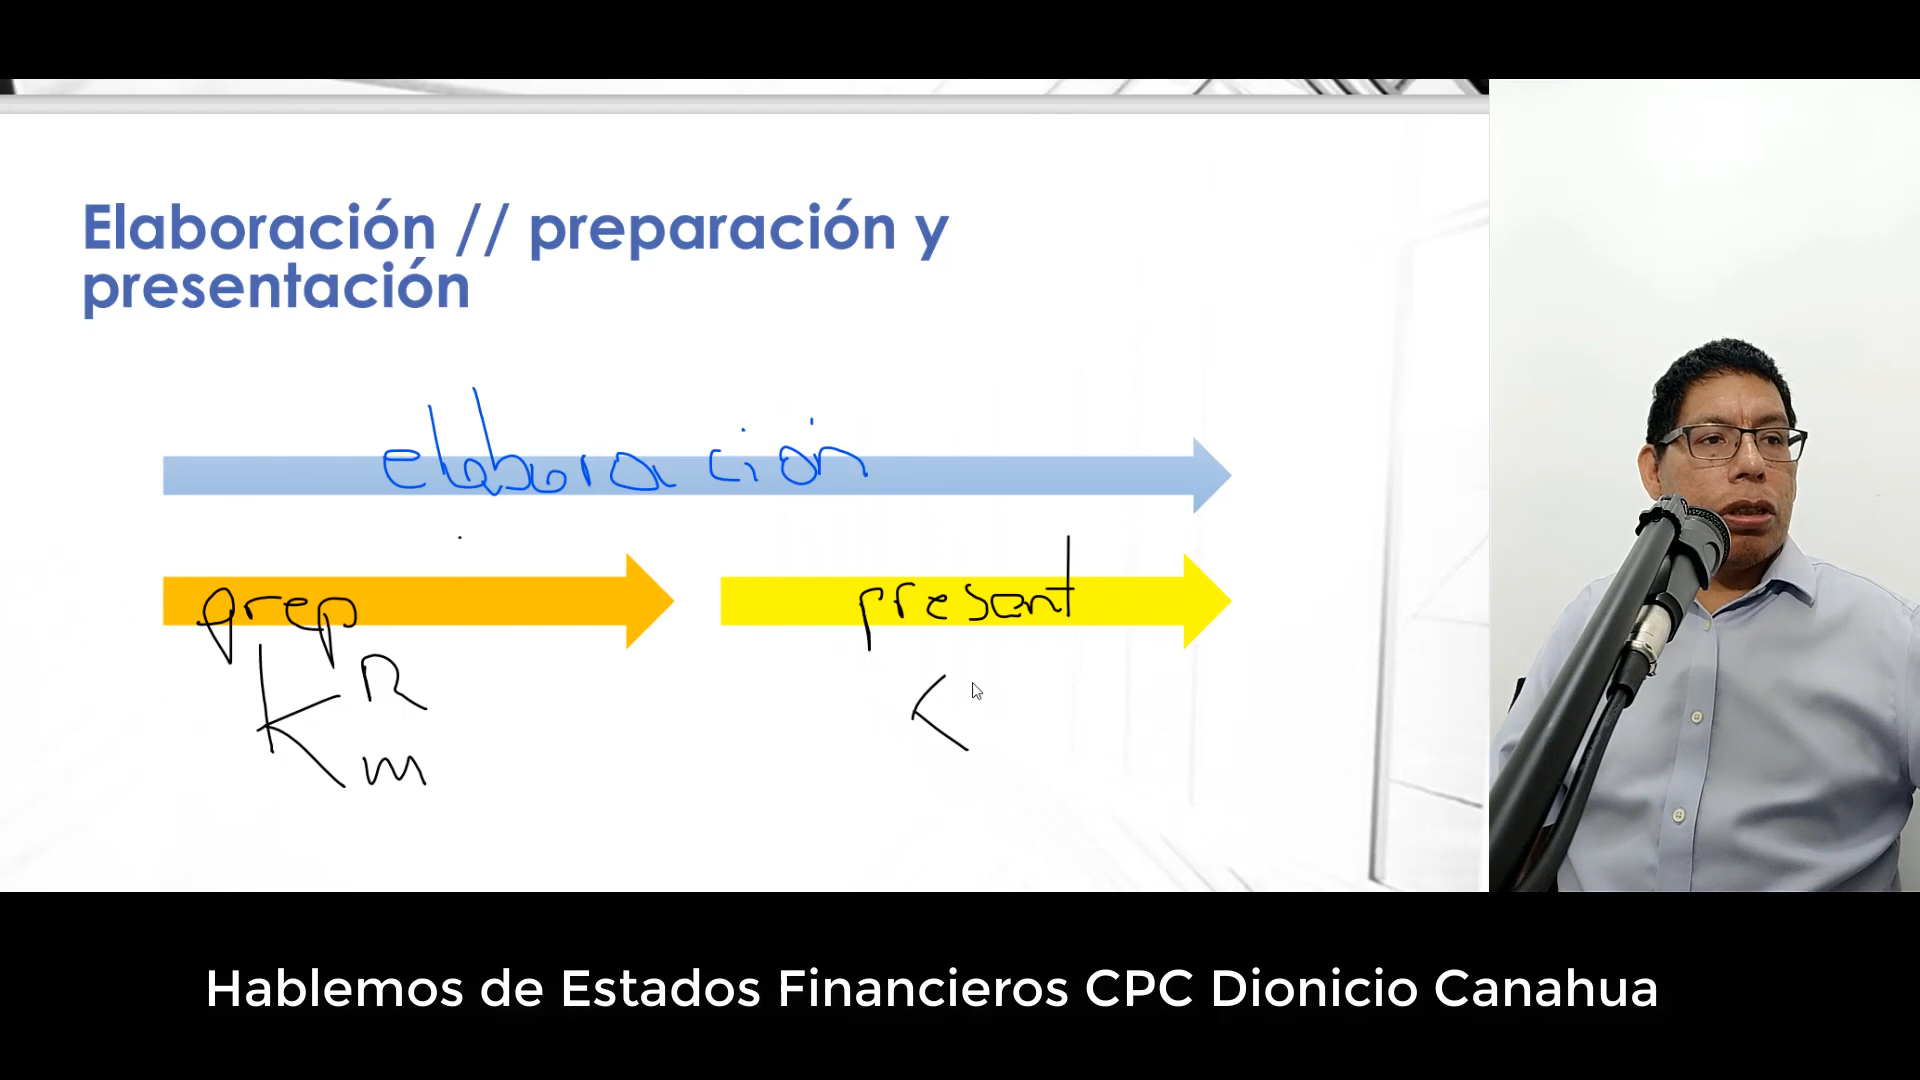 Elaboración // preparación y
presentación
elaboración
prep
present
R
m
Hablemos de Estados Financieros CPC Dionicio Canahua